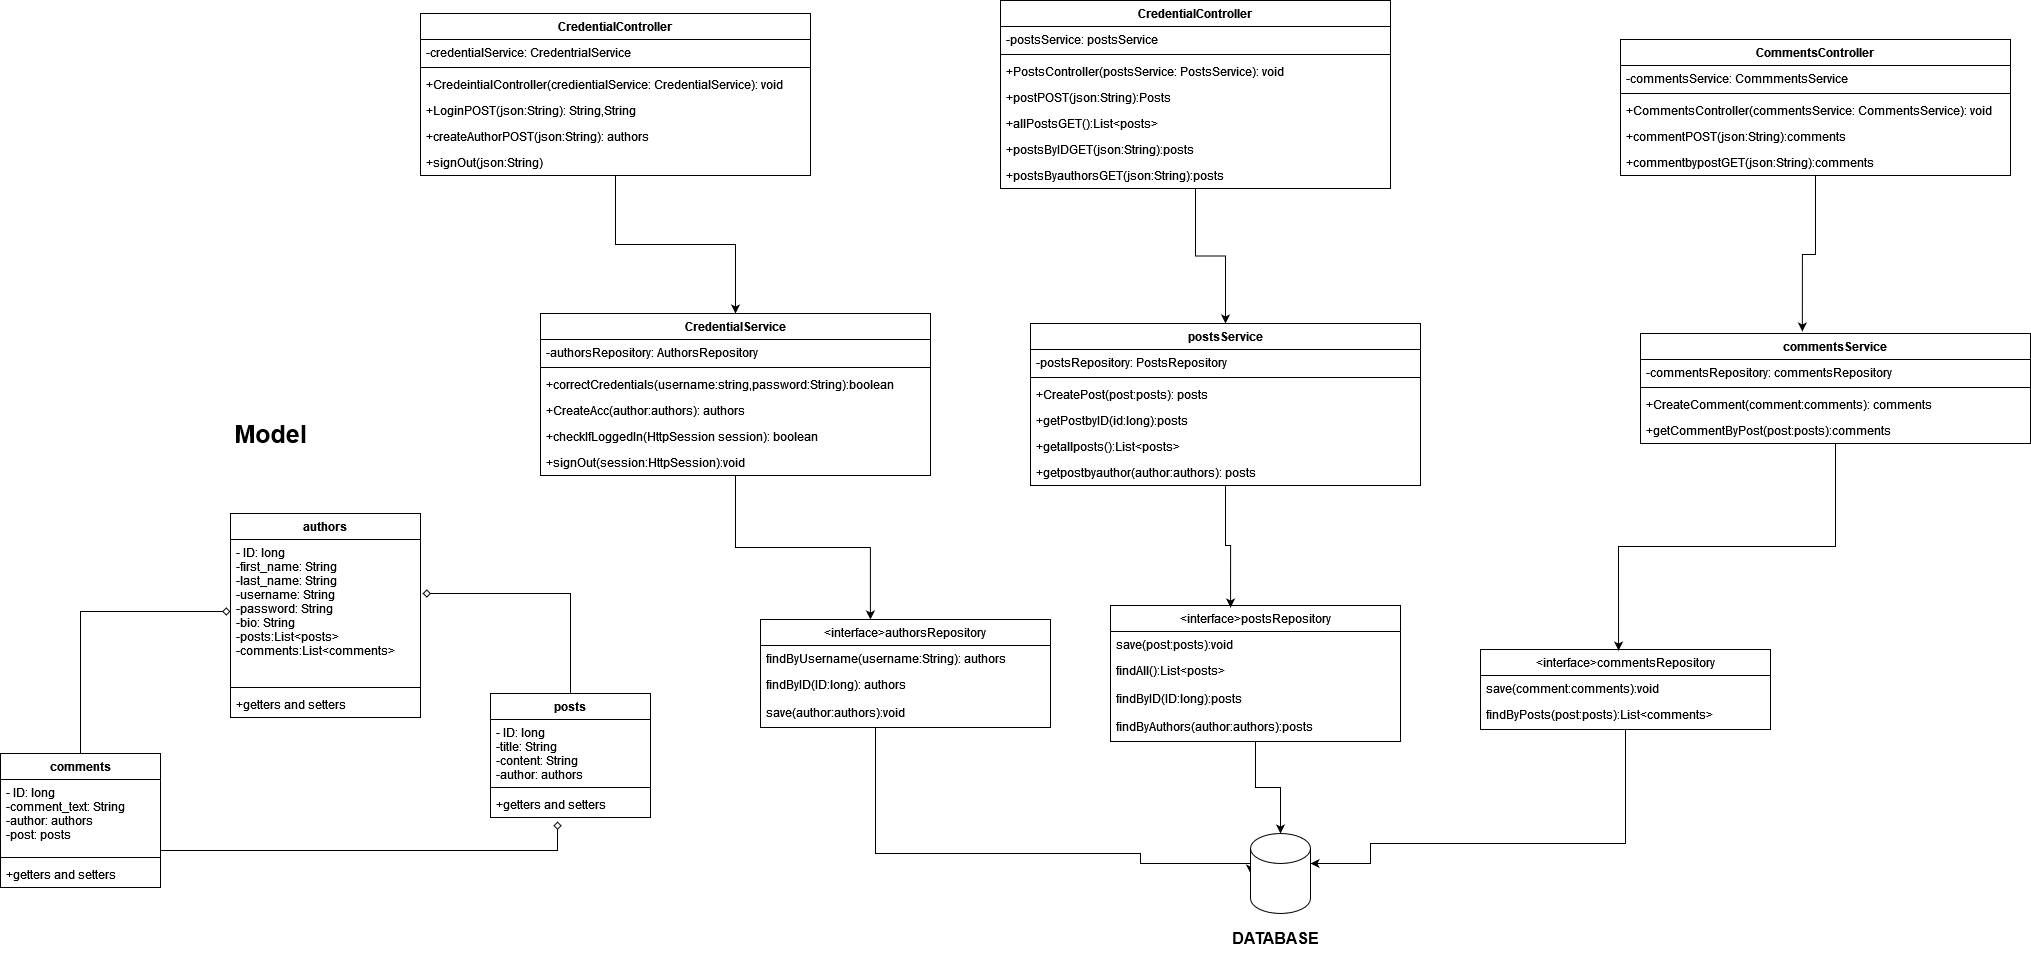 CredentialController
-credentialService: CredentrialService
+CredeintialController(credientialService: CredentialService): void
+LoginPOST(json:String): String,String
+createAuthorPOST(json:String): authors
+signOut(json:String)
CredentialController
-postsService: postsService
+PostsController(postsService: PostsService): void
+postPOST(json:String):Posts
+allPostsGET():List<posts>
+postsByIDGET(json:String):posts
+postsByauthorsGET(json:String):posts
CommentsController
-commentsService: CommmentsService
+CommentsController(commentsService: CommentsService): void
+commentPOST(json:String):comments
+commentbypostGET(json:String):comments
CredentialService
-authorsRepository: AuthorsRepository
+correctCredentials(username:string,password:String):boolean
+CreateAcc(author:authors): authors
+checkIfLoggedIn(HttpSession session): boolean
+signOut(session:HttpSession):void
postsService
-postsRepository: PostsRepository
+CreatePost(post:posts): posts
+getPostbyID(id:long):posts
+getallposts():List<posts>
+getpostbyauthor(author:authors): posts
commentsService
-commentsRepository: commentsRepository
+CreateComment(comment:comments): comments
+getCommentByPost(post:posts):comments
Model
authors
- ID: long
-first_name: String
-last_name: String
-username: String
-password: String
-bio: String
-posts:List<posts>
-comments:List<comments>
+getters and setters
posts
- ID: long
-title: String
-content: String
-author: authors
+getters and setters
comments
- ID: long
-comment_text: String
-author: authors
-post: posts
+getters and setters
<interface>authorsRepository
findByUsername(username:String): authors
findByID(ID:long): authors
save(author:authors):void
<interface>postsRepository
save(post:posts):void
findAll():List<posts>
findByID(ID:long):posts
findByAuthors(author:authors):posts
<interface>commentsRepository
save(comment:comments):void
findByPosts(post:posts):List<comments>
DATABASE